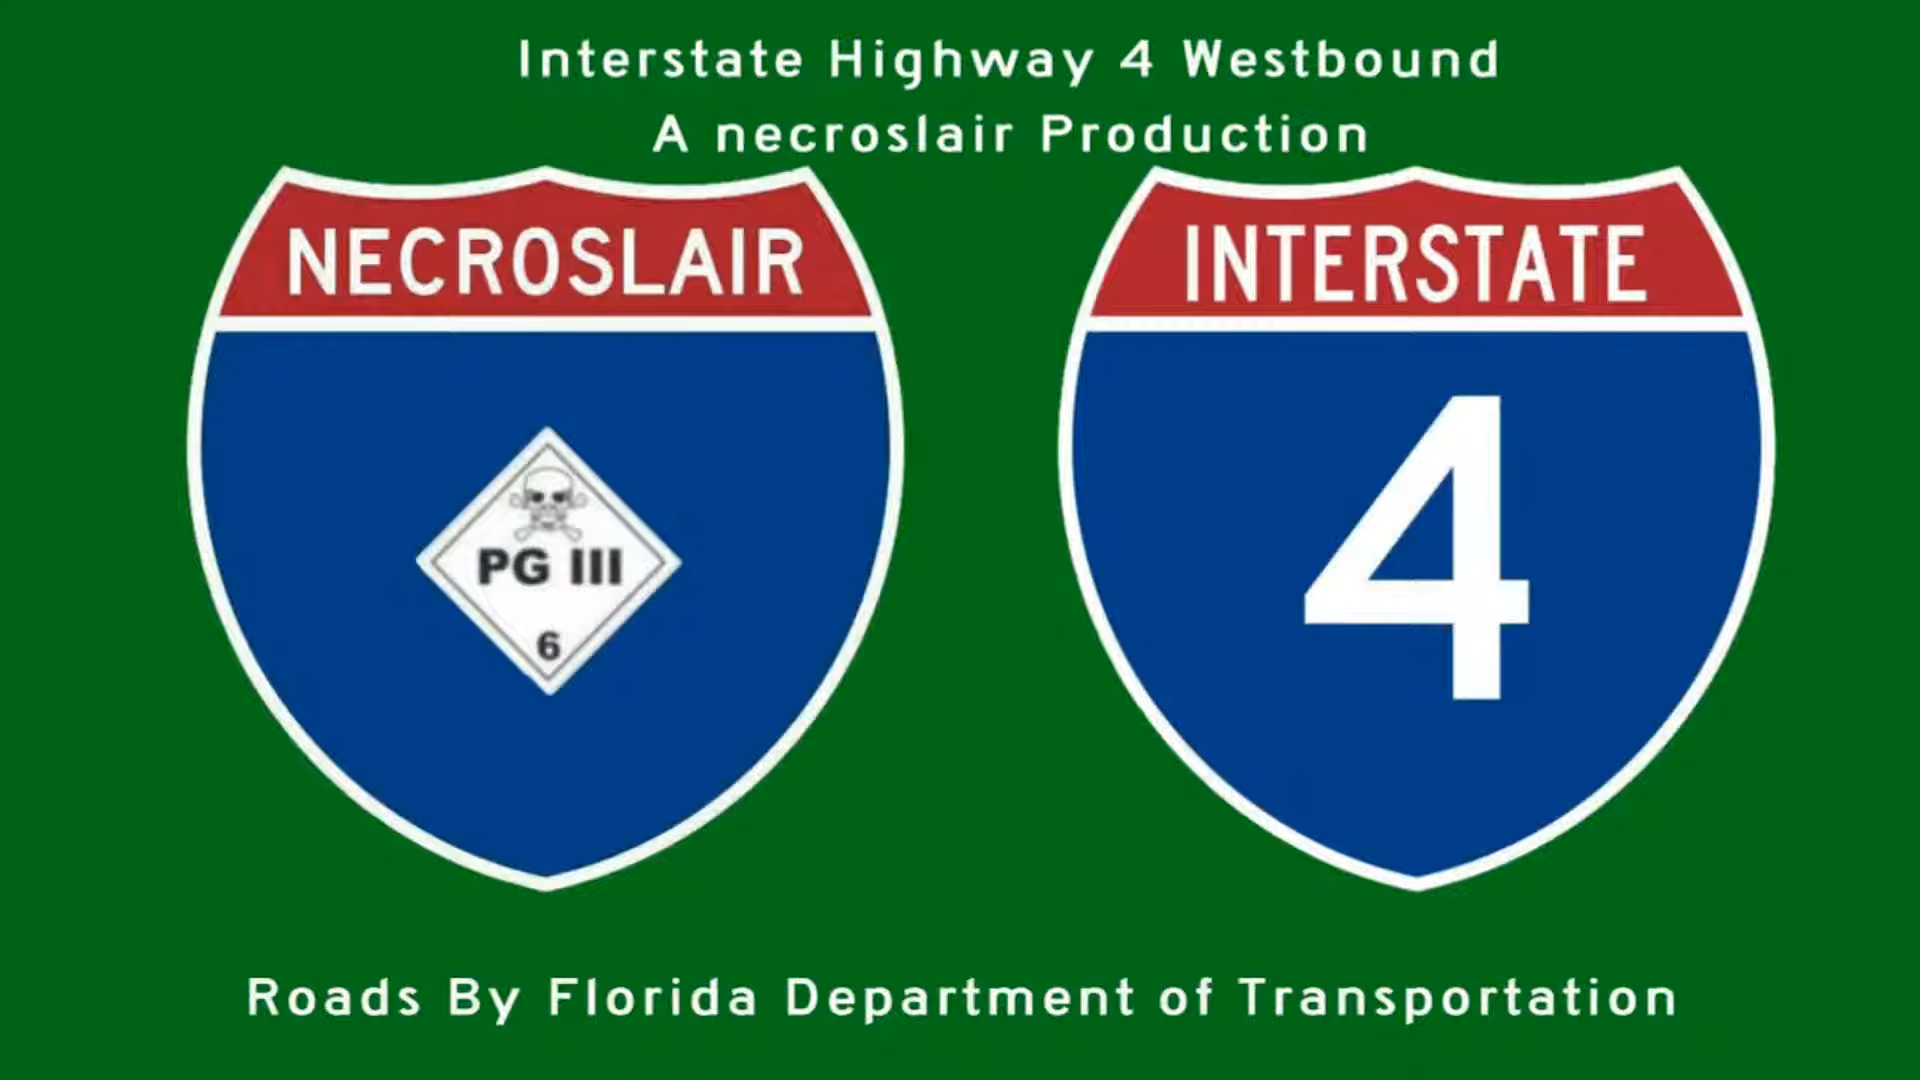 Interstate Highway 4 Westbound
A necroslair Production
NECROSLAIR
PG III
6
INTERSTATE
4
Roads By Florida Department of Transportation